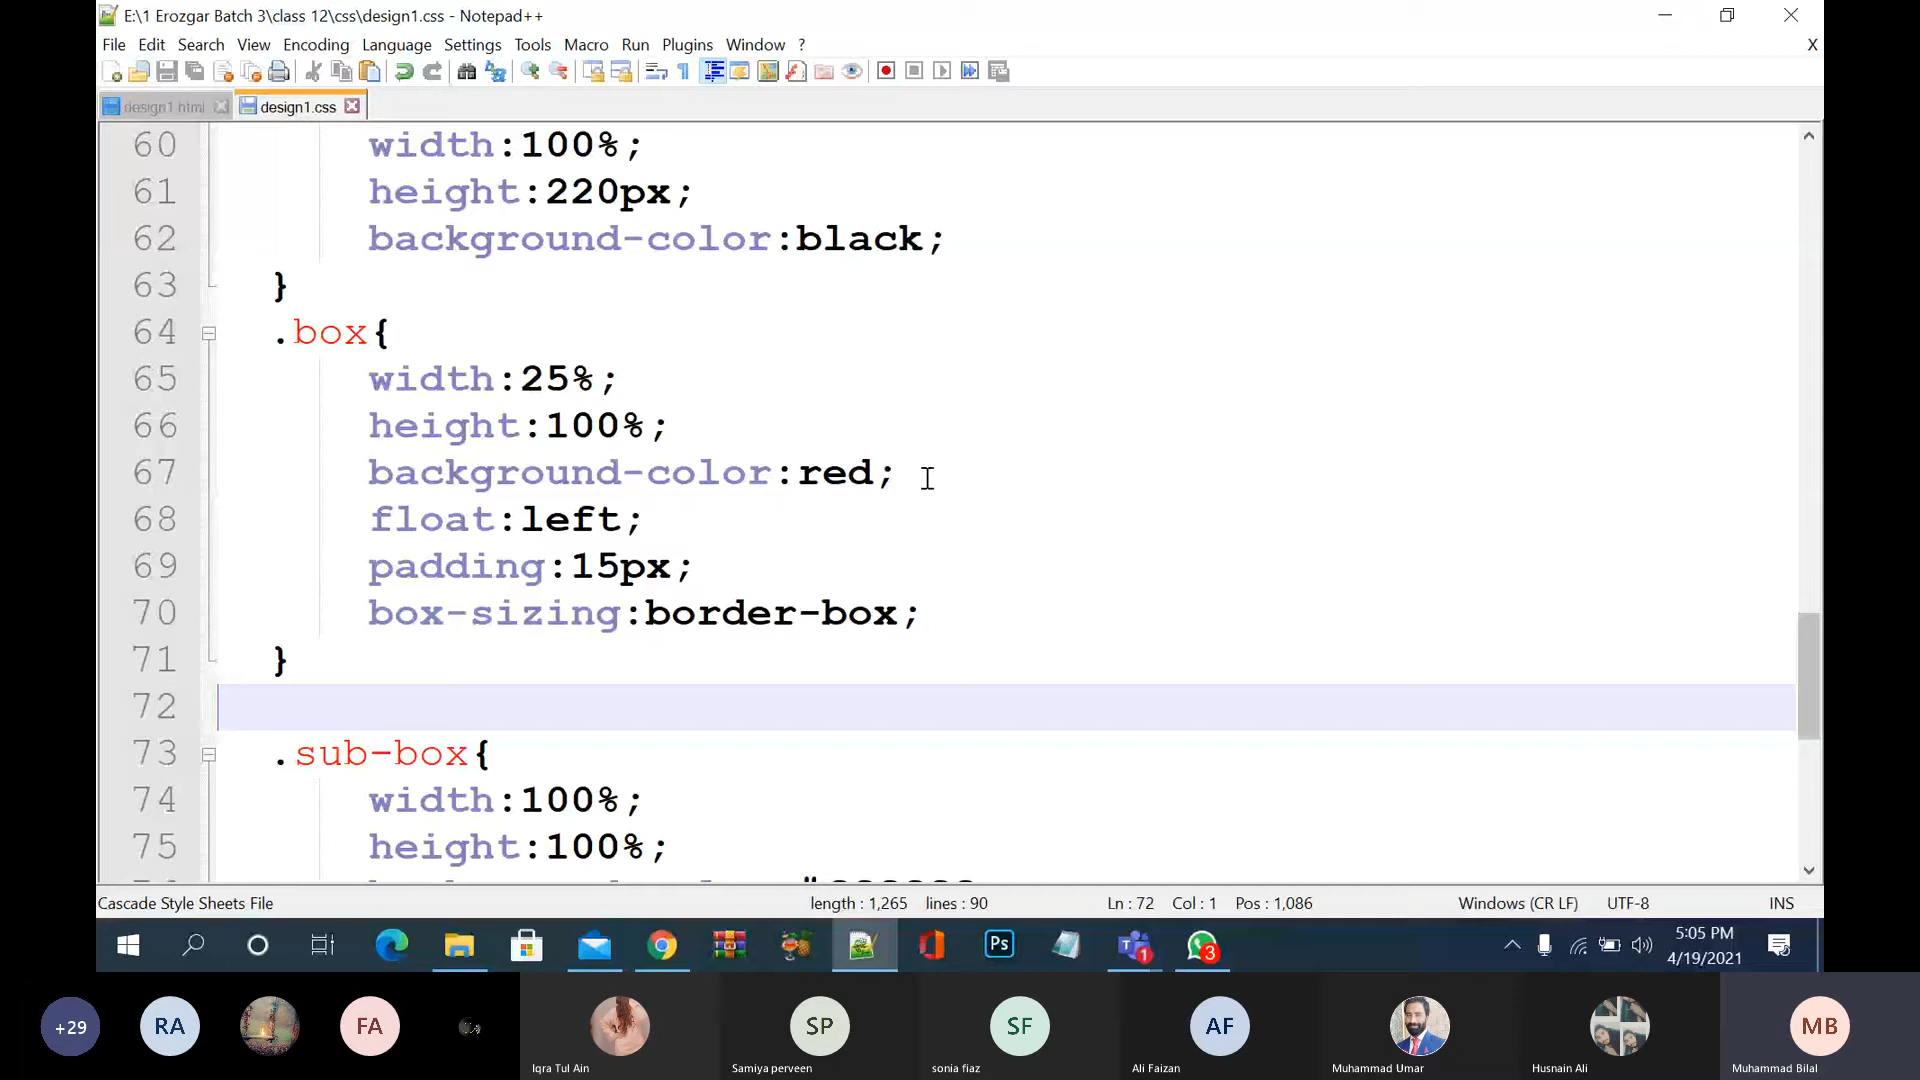 E:\1 Erozgar Batch 3\class 12\css\design1.css - Notepad++
File Edit Search View Encoding Language Settings Tools Macro Run Plugins Window ? X
design1.html design1.css
60 width:100%;
61 height:220px;
62 background-color:black;
63 }
64 .box{
65 width:25%;
66 height:100%;
67 background-color:red;
68 float:left;
69 padding:15px;
70 box-sizing:border-box;
71 }
72
73 .sub-box{
74 width:100%;
75 height:100%;
Cascade Style Sheets File length : 1,265 lines : 90 Ln : 72 Col : 1 Pos : 1,086 Windows (CR LF) UTF-8 INS
Ps 1 3 5:05 PM
4/19/2021
+29 RA FA SP SF AF MB
Iqra Tul Ain Samiya perveen sonia fiaz Ali Faizan Muhammad Umar Husnain Ali Muhammad Bilal